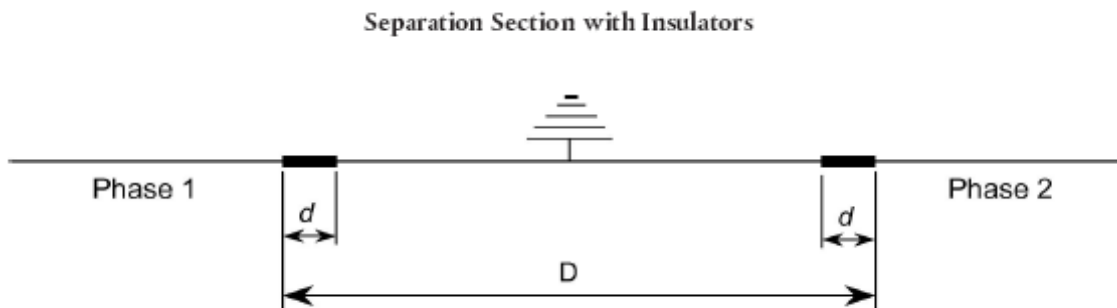 Separation Section with Insulators
Phase 1
Phase 2
d
d
D